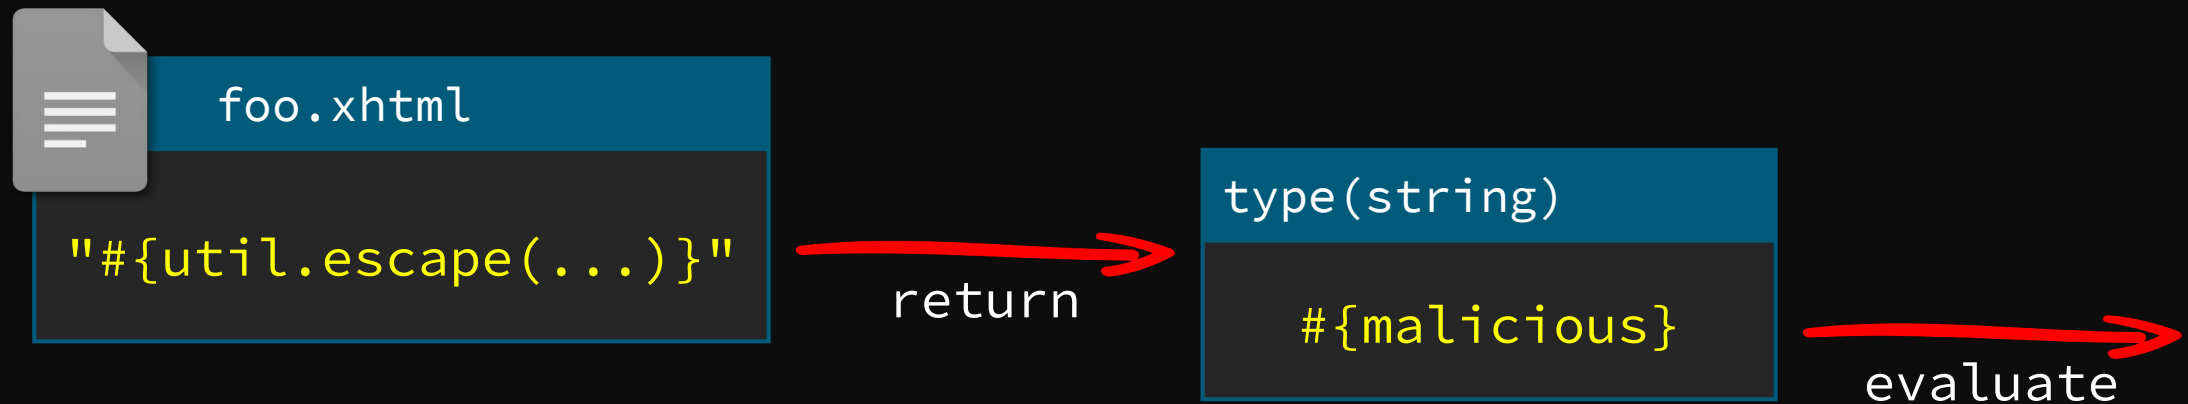 foo.xhtml
"#{util.escape(...)}"
return
type(string)
#{malicious}
evaluate